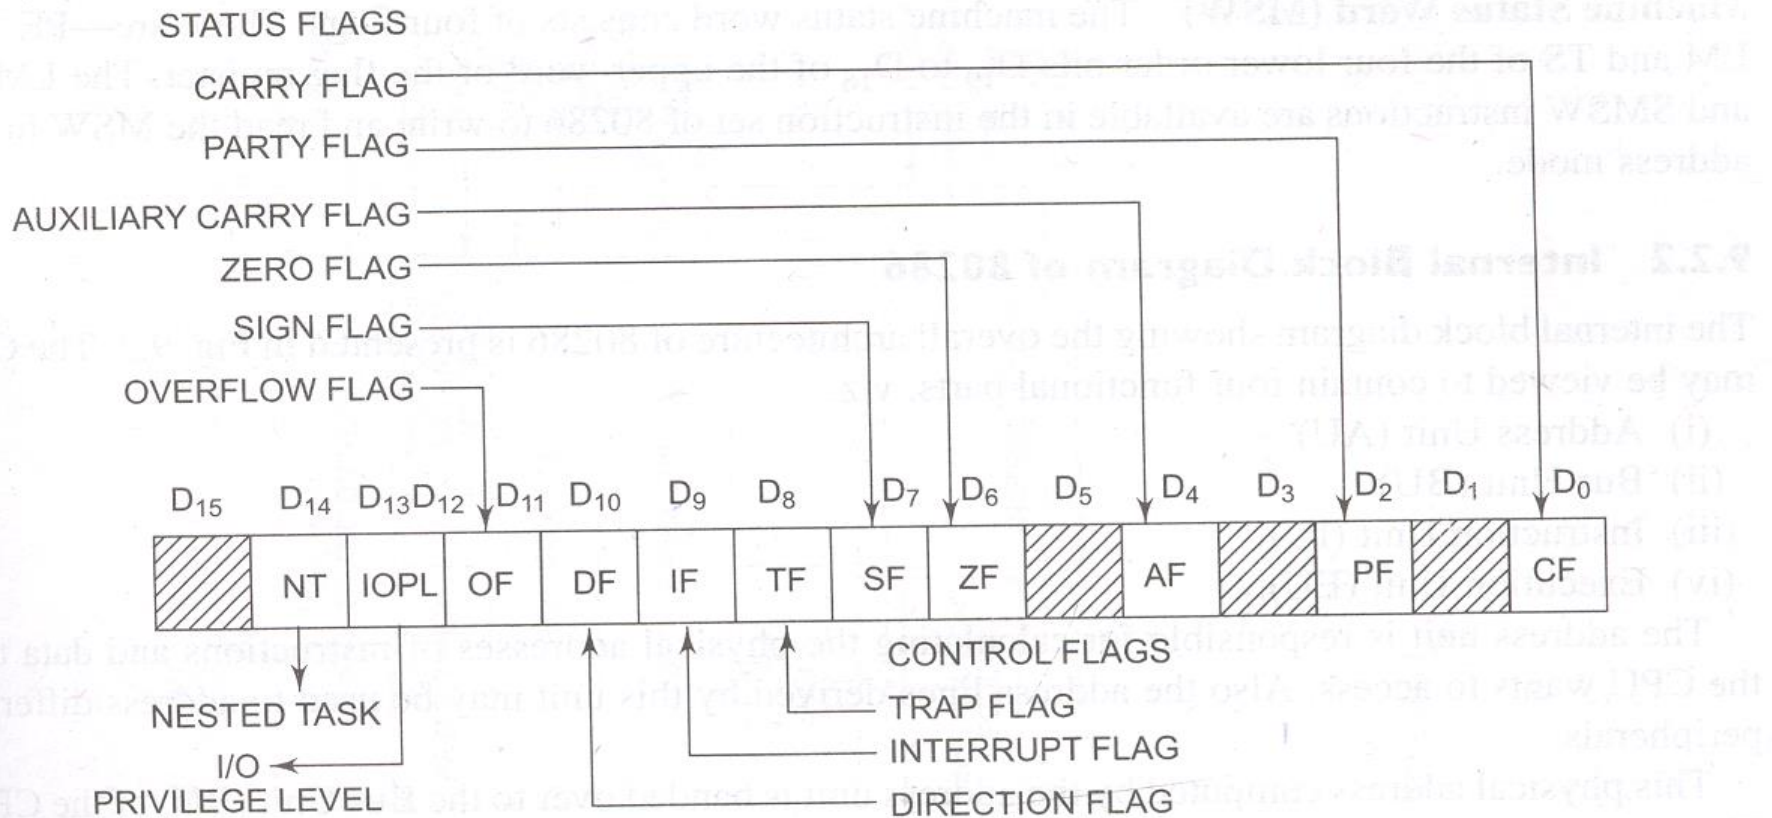 STATUS FLAGS
CARRY FLAG
PARTY FLAG
AUXILIARY CARRY FLAG
ZERO FLAG
SIGN FLAG
OVERFLOW FLAG
D15 D14 D13 D12 D11 D10 D9 D8 D7 D6 D5 D4 D3 D2 D1 D0
NT IOPL OF DF IF TF SF ZF AF PF CF
CONTROL FLAGS
TRAP FLAG
NESTED TASK
INTERRUPT FLAG
I/O
PRIVILEGE LEVEL
DIRECTION FLAG